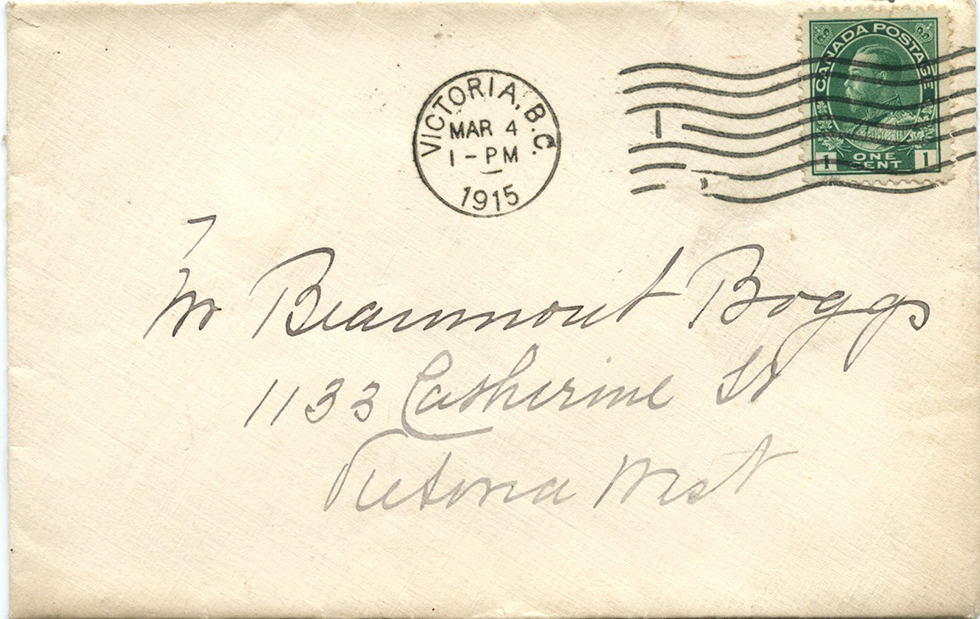 VICTORIA, B.C.
MAR 4
1-PM
1915
CANADA POSTAGE
1 ONE CENT 1
Mr Beaumont Boggs
1133 Catherine St
Victoria West